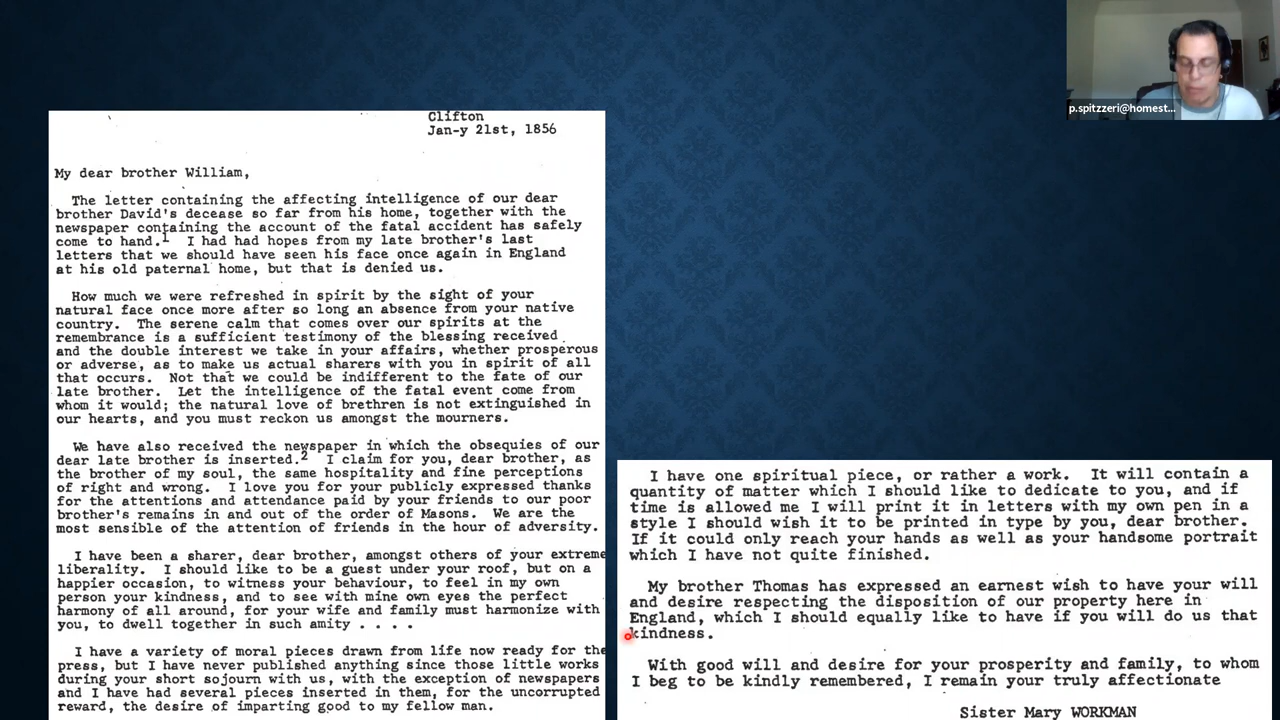 p.spitzzeri@homest...
Clifton
Jan-y 21st, 1856
My dear brother William,
The letter containing the affecting intelligence of our dear
brother David's decease so far from his home, together with the
newspaper containing the account of the fatal accident has safely
come to hand.1 I had had hopes from my late brother's last
letters that we should have seen his face once again in England
at his old paternal home, but that is denied us.
How much we were refreshed in spirit by the sight of your
natural face once more after so long an absence from your native
country. The serene calm that comes over our spirits at the
remembrance is a sufficient testimony of the blessing received
and the double interest we take in your affairs, whether prosperous
or adverse, as to make us actual sharers with you in spirit of all
that occurs. Not that we could be indifferent to the fate of our
late brother. Let the intelligence of the fatal event come from
whom it would; the natural love of brethren is not extinguished in
our hearts, and you must reckon us amongst the mourners.
We have also received the newspaper in which the obsequies of our
dear late brother is inserted.2 I claim for you, dear brother, as
the brother of my soul, the same hospitality and fine perceptions
of right and wrong. I love you for your publicly expressed thanks
for the attentions and attendance paid by your friends to our poor
brother's remains in and out of the order of Masons. We are the
most sensible of the attention of friends in the hour of adversity.
I have been a sharer, dear brother, amongst others of your extreme
liberality. I should like to be a guest under your roof, but on a
happier occasion, to witness your behaviour, to feel in my own
person your kindness, and to see with mine own eyes the perfect
harmony of all around, for your wife and family must harmonize with
you, to dwell together in such amity . . . .
I have a variety of moral pieces drawn from life now ready for the
press, but I have never published anything since those little works
during your short sojourn with us, with the exception of newspapers
and I have had several pieces inserted in them, for the uncorrupted
reward, the desire of imparting good to my fellow man.
I have one spiritual piece, or rather a work. It will contain a
quantity of matter which I should like to dedicate to you, and if
time is allowed me I will print it in letters with my own pen in a
style I should wish it to be printed in type by you, dear brother.
If it could only reach your hands as well as your handsome portrait
which I have not quite finished.
My brother Thomas has expressed an earnest wish to have your will
and desire respecting the disposition of our property here in
England, which I should equally like to have if you will do us that
kindness.
With good will and desire for your prosperity and family, to whom
I beg to be kindly remembered, I remain your truly affectionate
Sister Mary WORKMAN